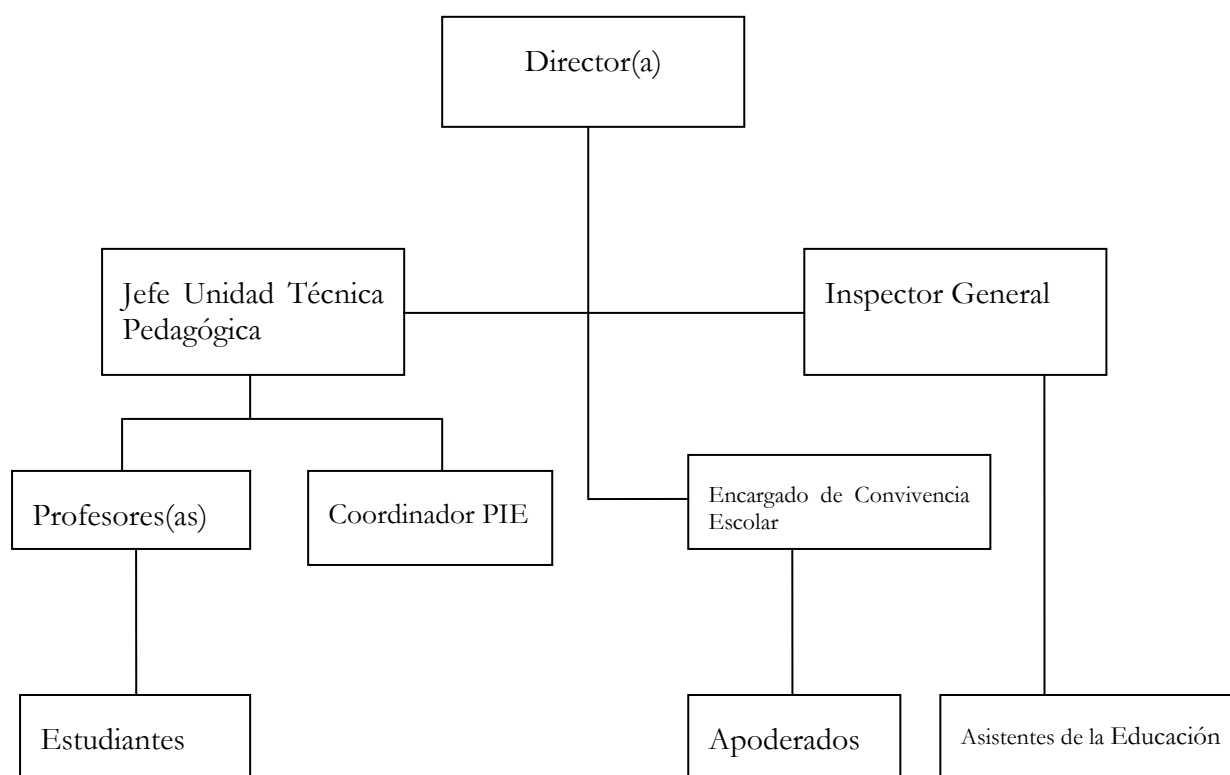 Director(a)
Jefe Unidad Técnica
Pedagógica
Inspector General
Profesores(as)
Coordinador PIE
Encargado de Convivencia
Escolar
Estudiantes
Apoderados
Asistentes de la Educación